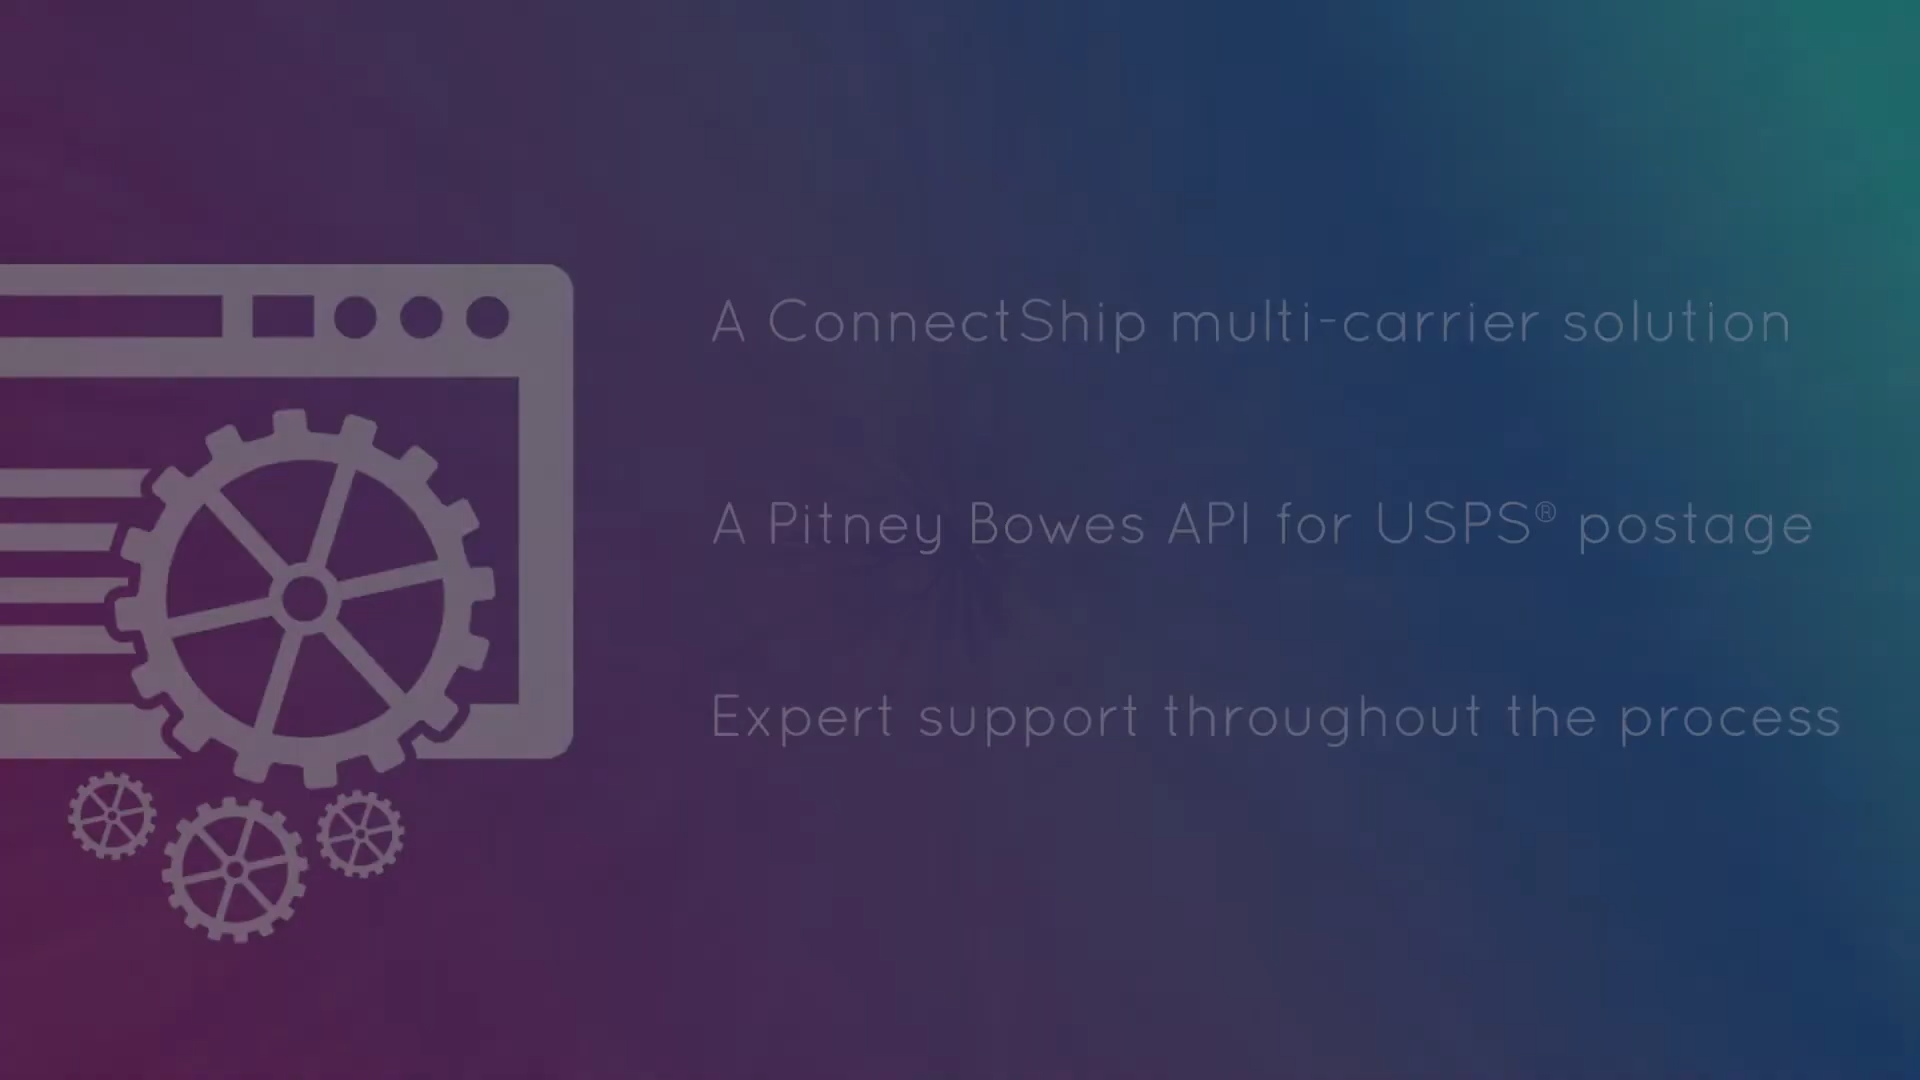 A ConnectShip multi-carrier solution
A Pitney Bowes API for USPS® postage
Expert support throughout the process